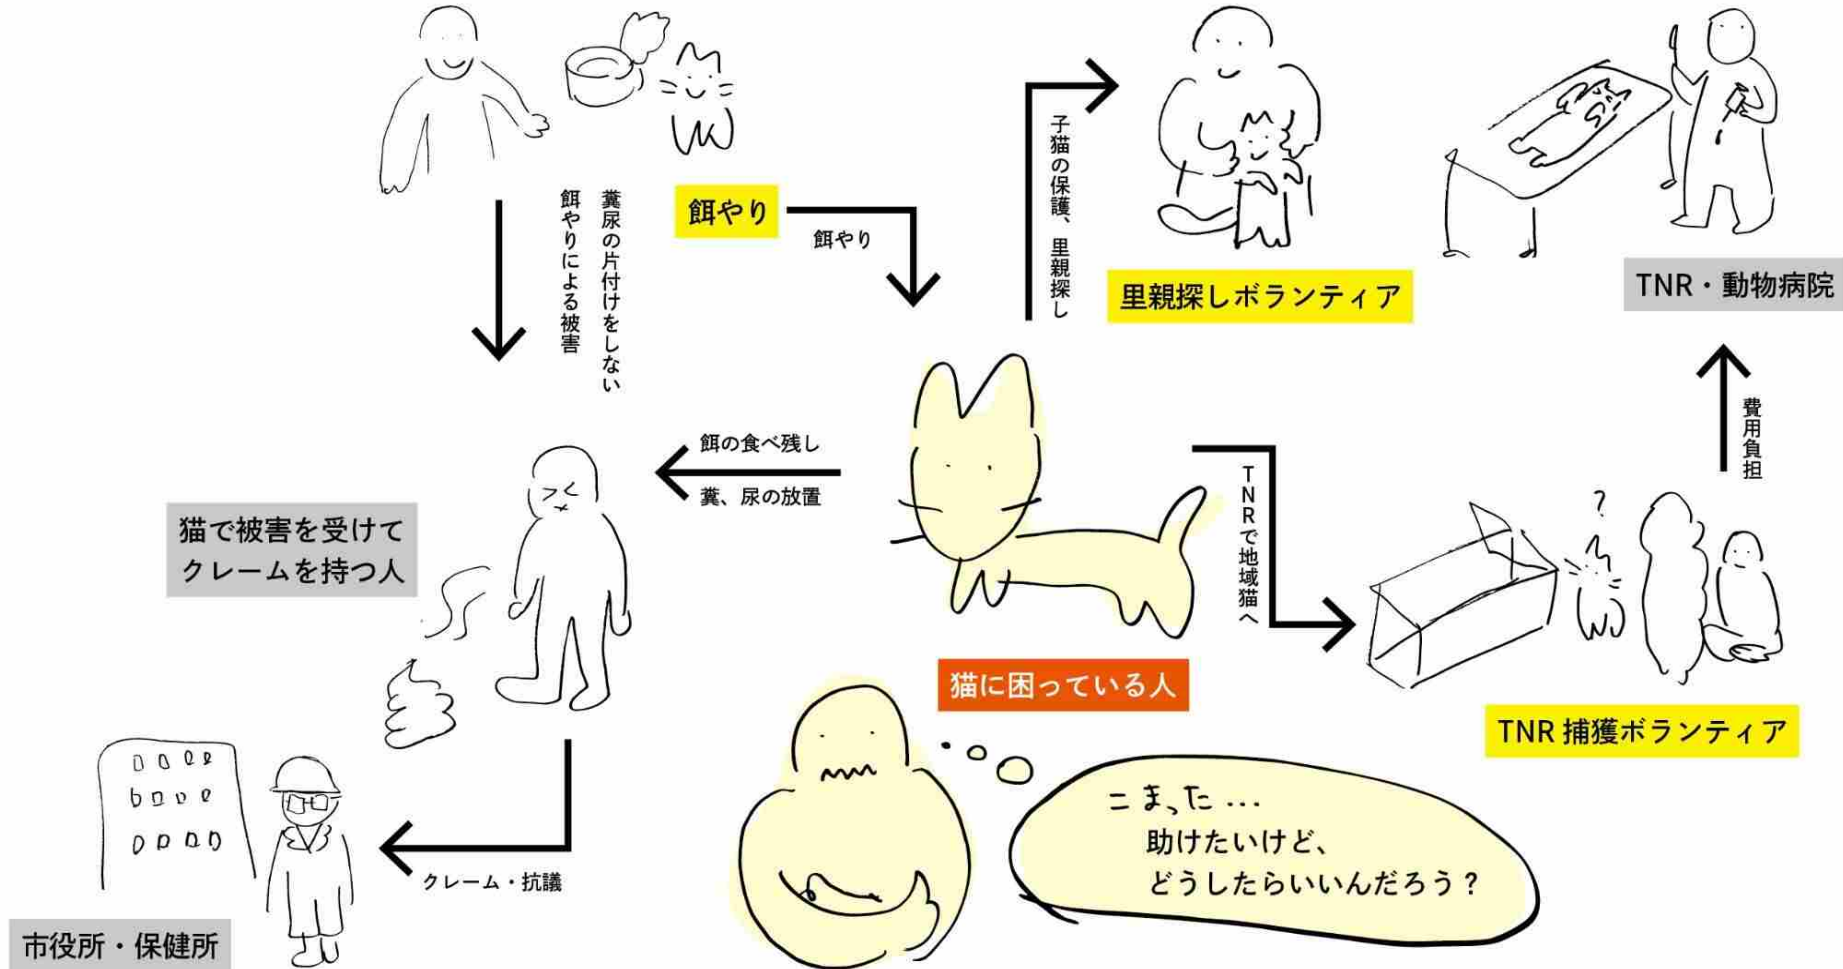 糞尿の片付けをしない
餌やりによる被害
餌やり
餌やり
子猫の保護、里親探し
里親探しボランティア
TNR・動物病院
費用負担
餌の食べ残し
糞、尿の放置
TNRで地域猫へ
猫で被害を受けて
クレームを持つ人
?
猫に困っている人
TNR 捕獲ボランティア
こまった…
助けたいけど、
どうしたらいいんだろう？
クレーム・抗議
市役所・保健所